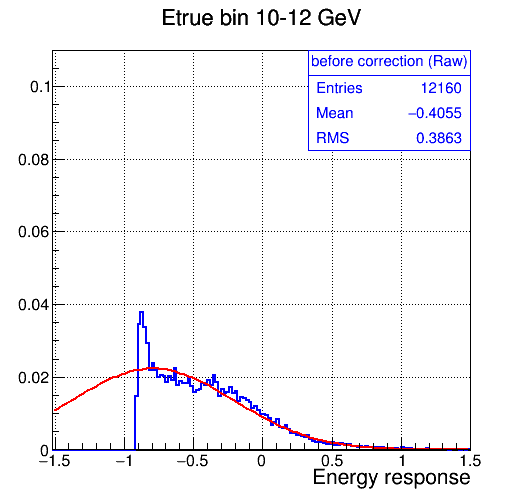 Etrue bin 10-12 GeV
before correction (Raw)
Entries 12160
Mean −0.4055
RMS 0.3863
0.1
0.08
0.06
0.04
0.02
0
−1.5 −1 −0.5 0 0.5 1 1.5
Energy response